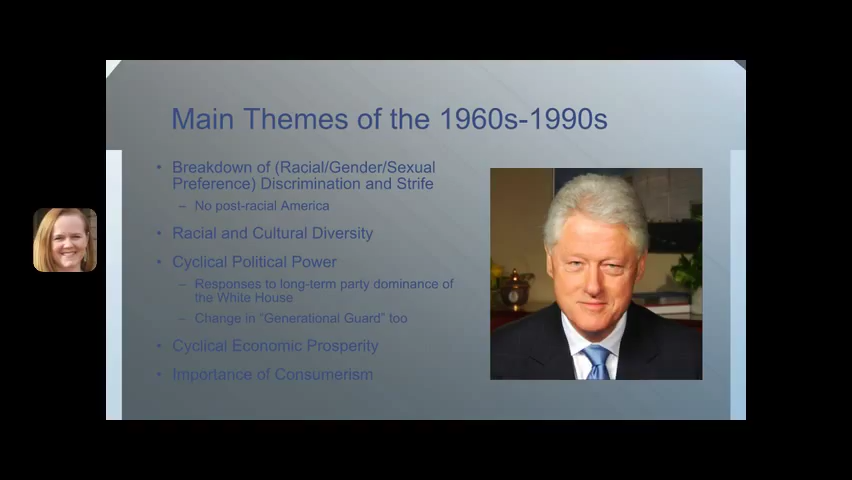 Main Themes of the 1960s-1990s
• Breakdown of (Racial/Gender/Sexual
Preference) Discrimination and Strife
– No post-racial America
• Racial and Cultural Diversity
• Cyclical Political Power
– Responses to long-term party dominance of
the White House
– Change in “Generational Guard” too
• Cyclical Economic Prosperity
• Importance of Consumerism